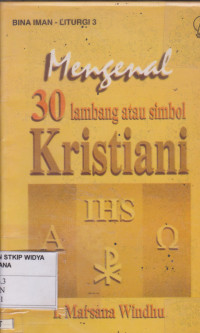 BINA IMAN - LITURGI 3
Mengenal
30 lambang atau simbol
Kristiani
IHS
A Ω
Marsana Windhu
N STKIP WIDYA
ANA